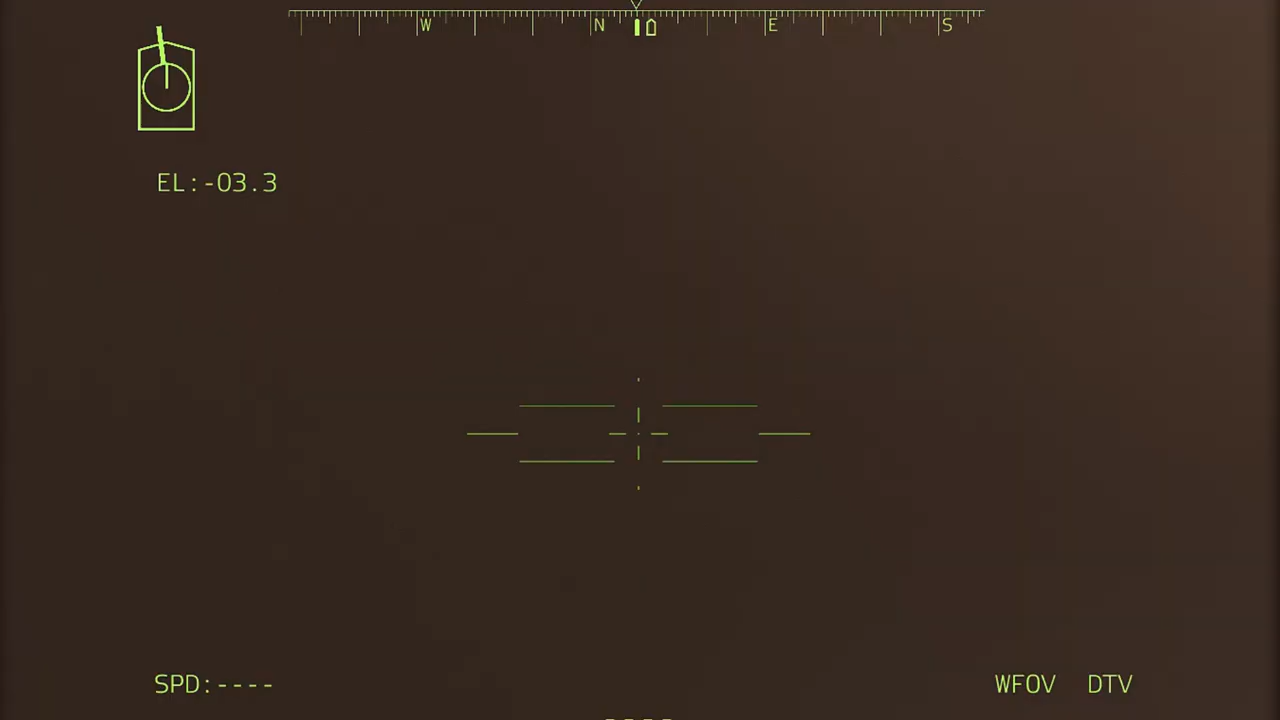 W N E S
EL:-03.3
SPD:----
WFOV DTV